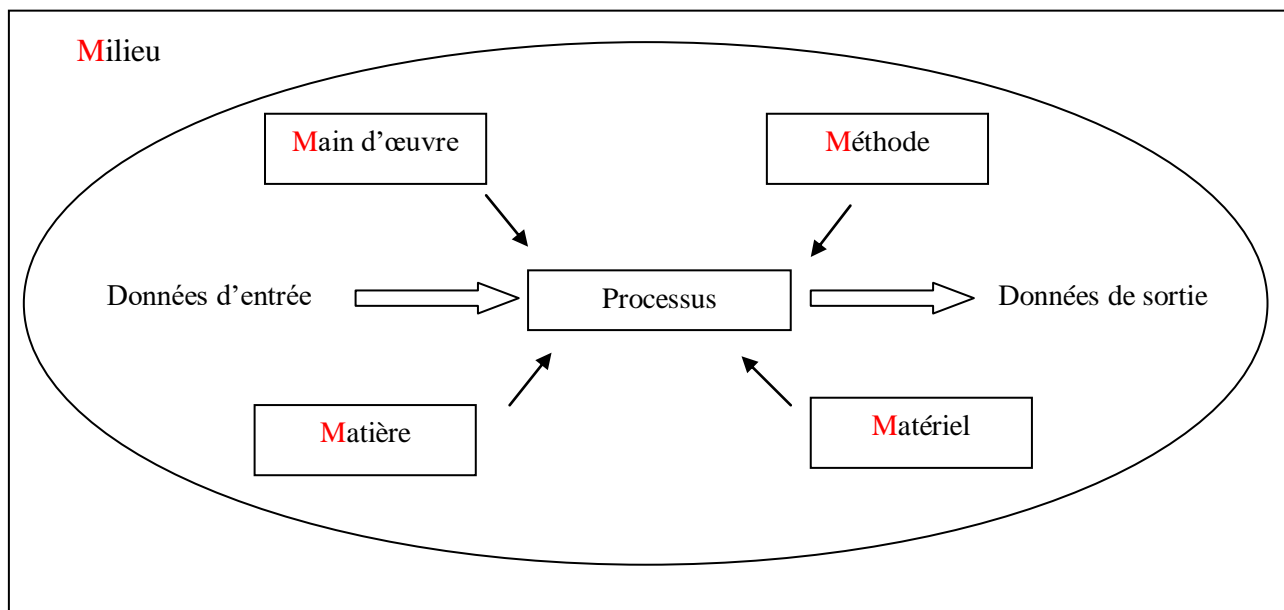 Milieu
Main d’œuvre
Méthode
Données d’entrée
Processus
Données de sortie
Matière
Matériel